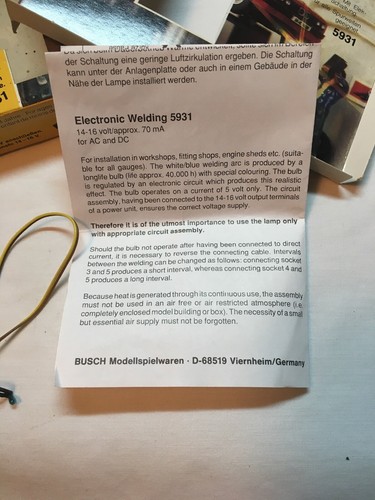 5931
der Schaltung eine geringe Luftzirkulation ergeben. Die Schaltung
kann unter der Anlagenplatte oder auch in einem Gebäude in der
Nähe der Lampe installiert werden.
Electronic Welding 5931
14-16 volt/approx. 70 mA
for AC and DC
For installation in workshops, fitting shops, engine sheds etc. (suita-
ble for all gauges). The white/blue welding arc is produced by a
longlife bulb (life approx. 40,000 h) with special colouring. The bulb
is regulated by an electronic circuit which produces this realistic
effect. The bulb operates on a current of 5 volt only. The circuit
assembly, having been connected to the 14-16 volt output terminals
of a power unit, ensures the correct voltage supply.
Therefore it is of the utmost importance to use the lamp only
with appropriate circuit assembly.
Should the bulb not operate after having been connected to direct
current, it is necessary to reverse the connecting cable. Intervals
between the welding can be changed as follows: connecting socket
3 and 5 produces a short interval, whereas connecting socket 4 and
5 produces a long interval.
Because heat is generated through its continuous use, the assembly
must not be used in an air free or air restricted atmosphere (i.e.
completely enclosed model building or box). The necessity of a small
but essential air supply must not be forgotten.
BUSCH Modellspielwaren · D-68519 Viernheim/Germany